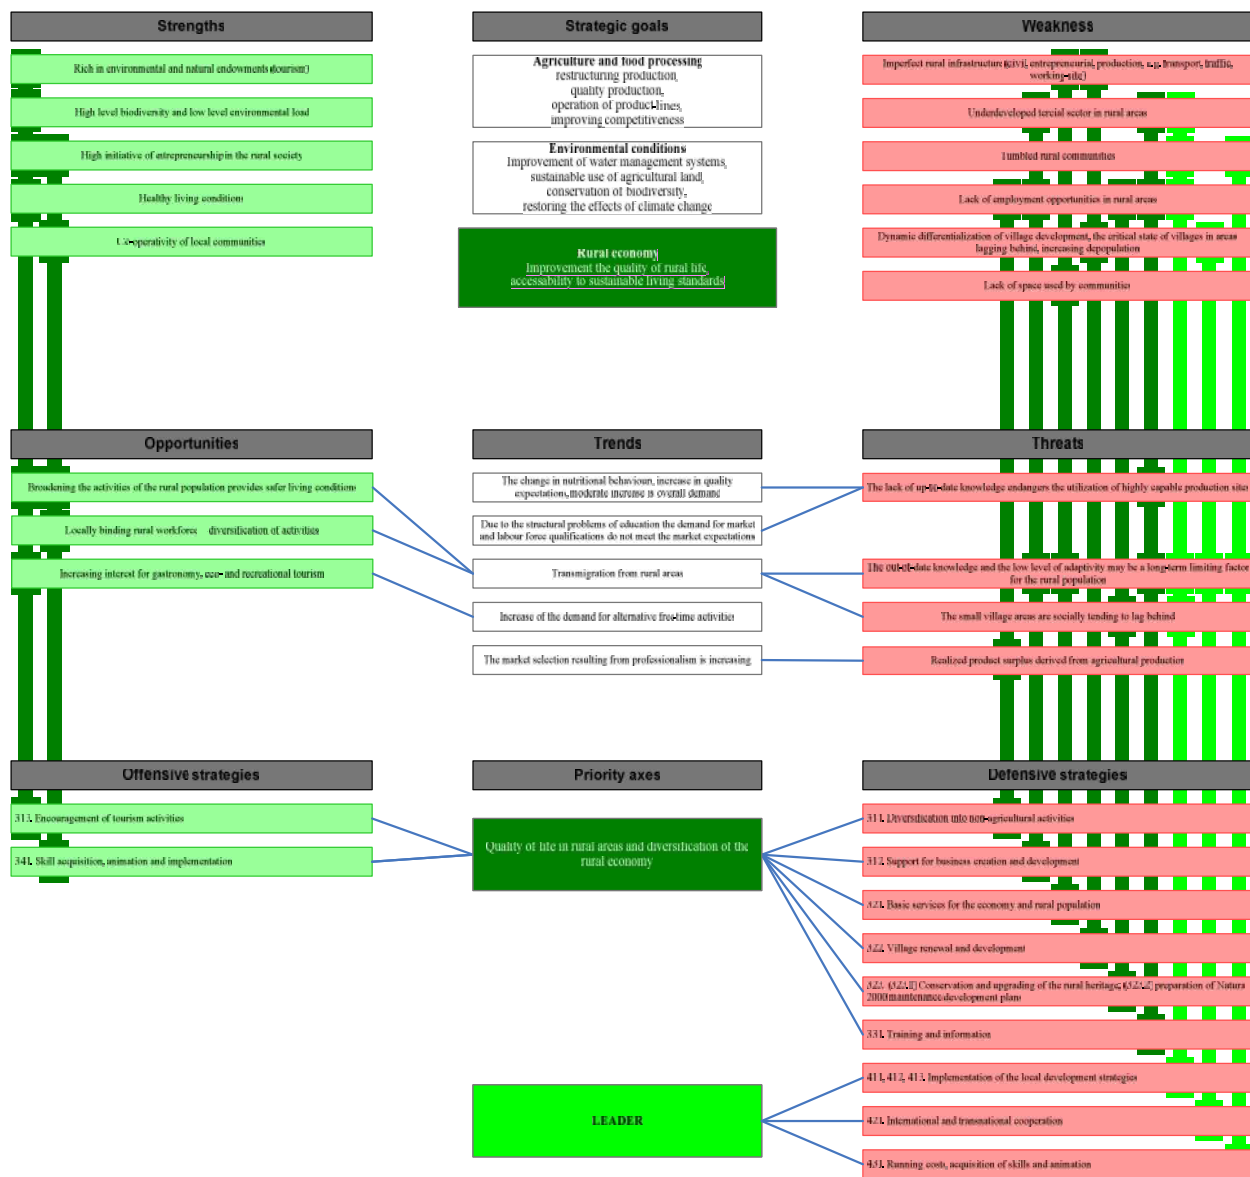 Strengths
Rich in environmental and natural endowments (tourism)
High level biodiversity and low level environmental load
High initiative of entrepreneurship in the rural society
Healthy living conditions
Co-operativity of local communities
Strategic goals
Agriculture and food processing
restructuring production,
quality production,
operation of product-lines,
improving competitiveness
Environmental conditions
Improvement of water management systems,
sustainable use of agricultural land,
conservation of biodiversity,
restoring the effects of climate change
Rural economy
Improvement the quality of rural life,
accessability to sustainable living standards
Weakness
Imperfect rural infrastructure (civil, entrepreneurial, production, e.g. transport, traffic,
working-site)
Underdeveloped tercial sector in rural areas
Tumbled rural communities
Lack of employment opportunities in rural areas
Dynamic differentialization of village development, the critical state of villages in areas
lagging behind, increasing depopulation
Lack of space used by communities
Opportunities
Broadening the activities of the rural population provides safer living conditions
Locally binding rural workforce diversification of activities
Increasing interest for gastronomy, eco- and recreational tourism
Trends
The change in nutritional behaviour, increase in quality
expectation, moderate increase is overall demand
Due to the structural problems of education the demand for market
and labour force qualifications do not meet the market expectations
Transmigration from rural areas
Increase of the demand for alternative free-time activities
The market selection resulting from professionalism is increasing
Threats
The lack of up-to-date knowledge endangers the utilization of highly capable production sites
The out-of-date knowledge and the low level of adaptivity may be a long-term limiting factor
for the rural population
The small village areas are socially tending to lag behind
Realized product surplus derived from agricultural production
Offensive strategies
313. Encouragement of tourism activities
341. Skill acquisition, animation and implementation
Priority axes
Quality of life in rural areas and diversification of the
rural economy
LEADER
Defensive strategies
311. Diversification into non-agricultural activities
312. Support for business creation and development
321. Basic services for the economy and rural population
322. Village renewal and development
323. (323.1) Conservation and upgrading of the rural heritage; (323.2) preparation of Natura
2000 maintenance/development plans
331. Training and information
411, 412, 413. Implementation of the local development strategies
421. International and transnational cooperation
431. Running costs, acquisition of skills and animation